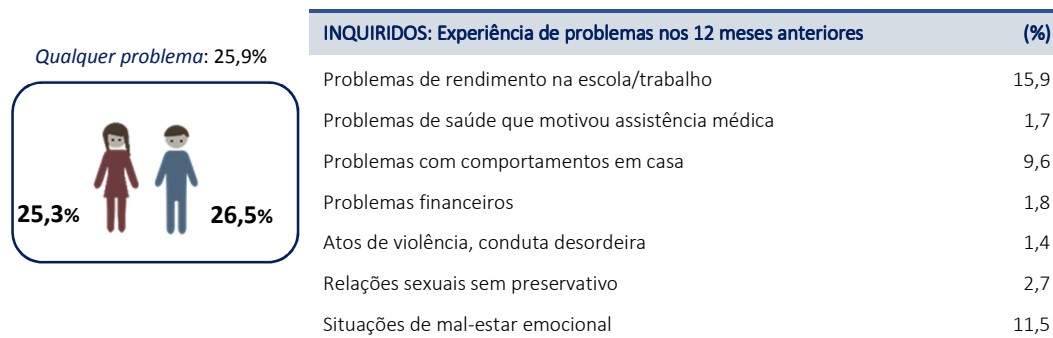 Qualquer problema: 25,9%
25,3%
26,5%
INQUIRIDOS: Experiência de problemas nos 12 meses anteriores (%)
Problemas de rendimento na escola/trabalho 15,9
Problemas de saúde que motivou assistência médica 1,7
Problemas com comportamentos em casa 9,6
Problemas financeiros 1,8
Atos de violência, conduta desordeira 1,4
Relações sexuais sem preservativo 2,7
Situações de mal-estar emocional 11,5